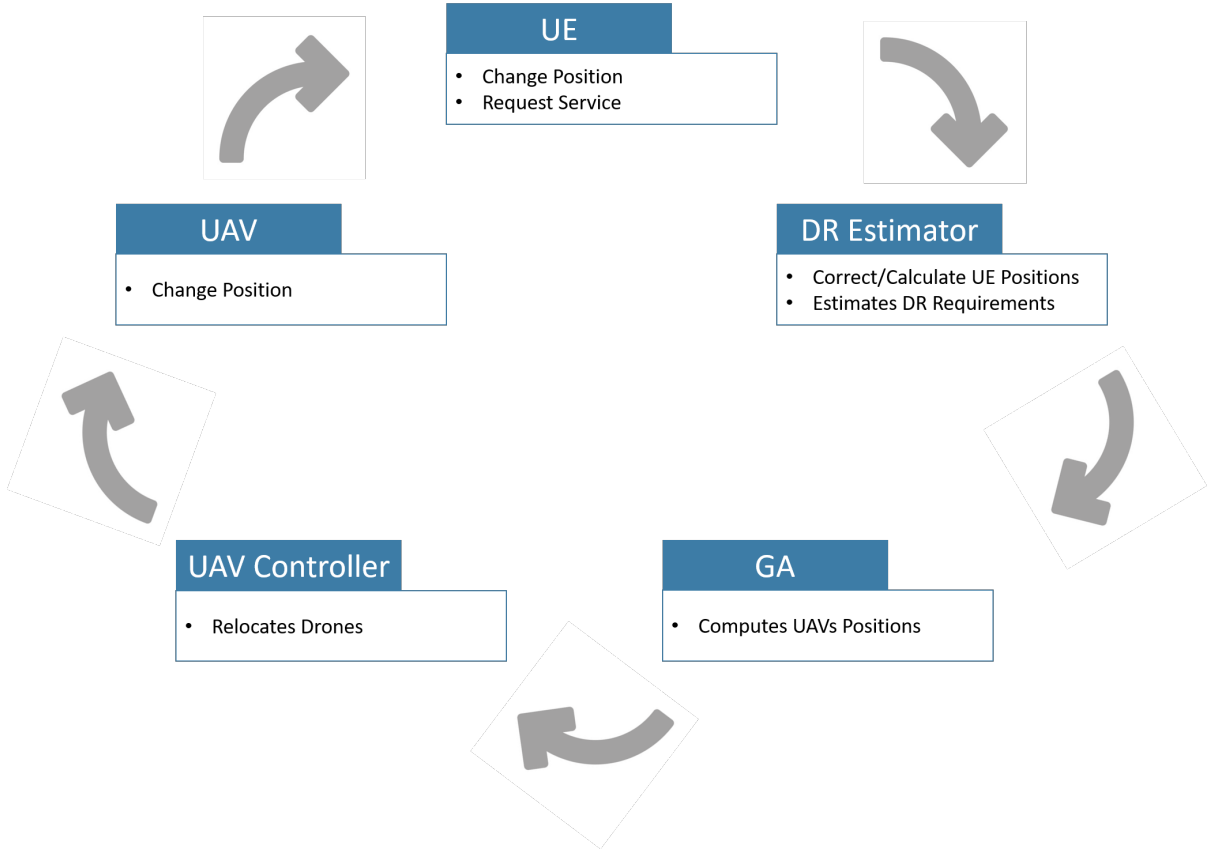 UE
• Change Position
• Request Service
UAV
• Change Position
DR Estimator
• Correct/Calculate UE Positions
• Estimates DR Requirements
UAV Controller
• Relocates Drones
GA
• Computes UAVs Positions